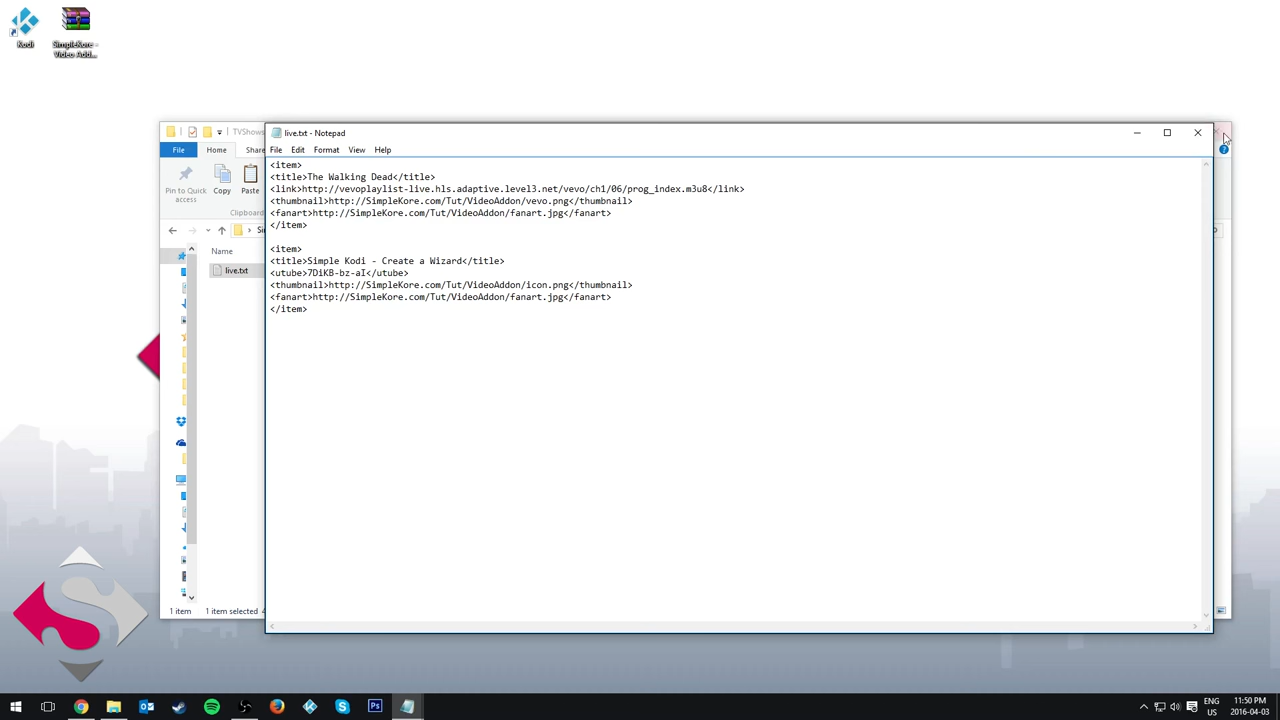 Kodi
SimpleKore -
Video Add...
TVShows
live.txt - Notepad
File
Home
Share
File Edit Format View Help
Pin to Quick
access
Copy
Paste
Clipboard
Name
live.txt
<item>
<title>The Walking Dead</title>
<link>http://vevoplaylist-live.hls.adaptive.level3.net/vevo/ch1/06/prog_index.m3u8</link>
<thumbnail>http://SimpleKore.com/Tut/VideoAddon/vevo.png</thumbnail>
<fanart>http://SimpleKore.com/Tut/VideoAddon/fanart.jpg</fanart>
</item>
<item>
<title>Simple Kodi - Create a Wizard</title>
<utube>7DiKB-bz-aI</utube>
<thumbnail>http://SimpleKore.com/Tut/VideoAddon/icon.png</thumbnail>
<fanart>http://SimpleKore.com/Tut/VideoAddon/fanart.jpg</fanart>
</item>
1 item
1 item selected
S
ENG
US
11:50 PM
2016-04-03